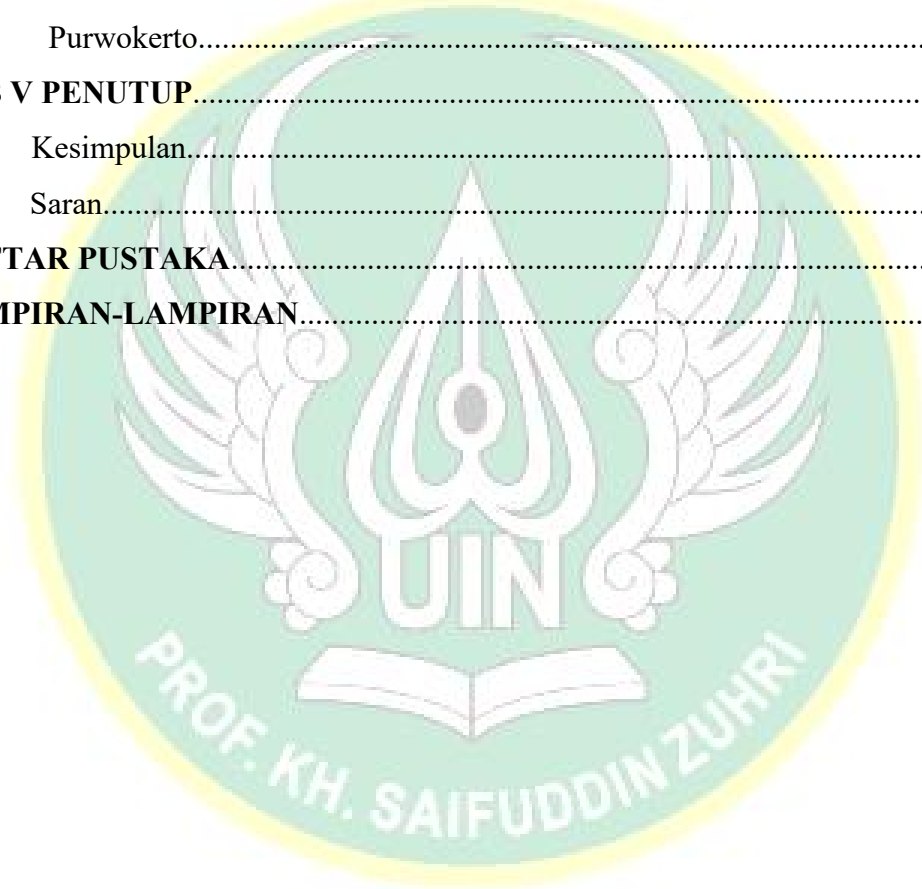 Purwokerto........................................................................................
V PENUTUP........................................................................................
Kesimpulan........................................................................................
Saran........................................................................................
TAR PUSTAKA........................................................................................
MPIRAN-LAMPIRAN........................................................................................
UIN
PROF. KH. SAIFUDDIN ZUHRI